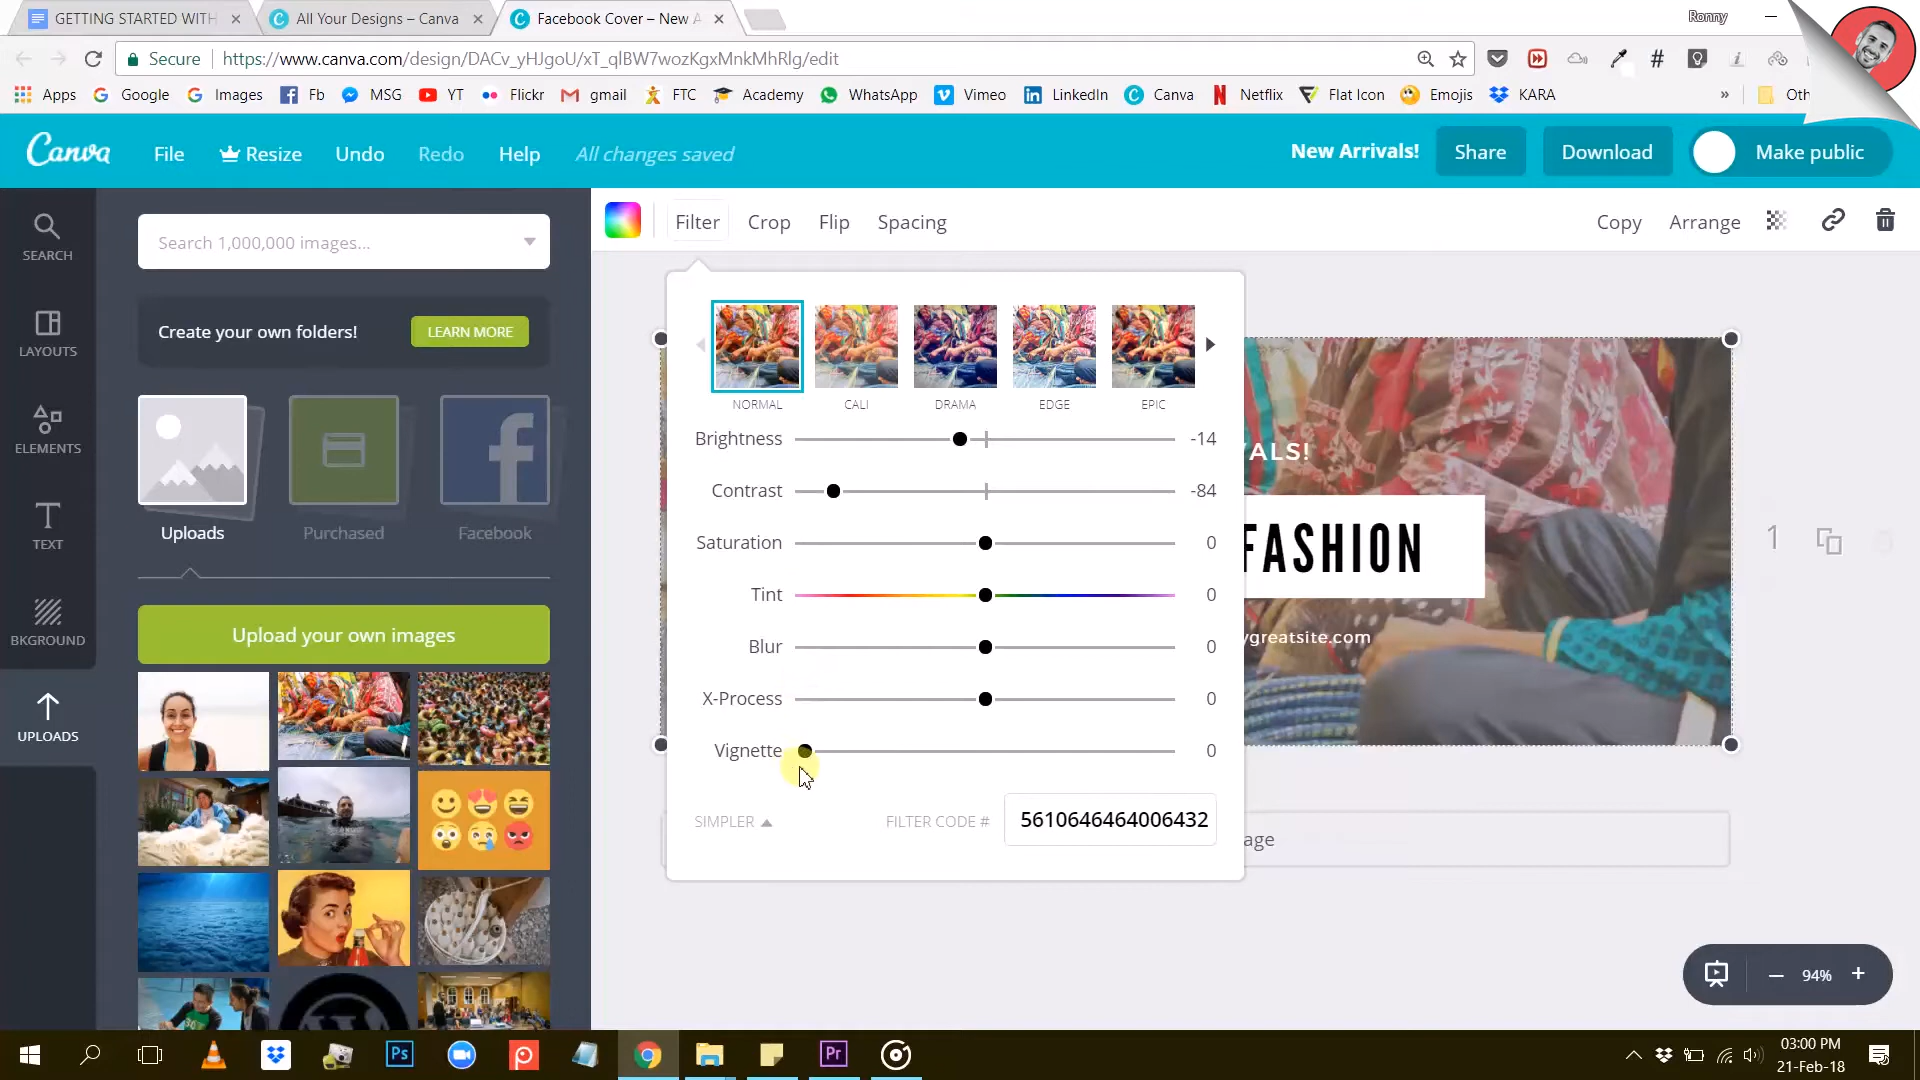 GETTING STARTED WITH
All Your Designs – Canva
Facebook Cover – New A
Ronny
Secure
https://www.canva.com/design/DACv_yHJgoU/xT_qlBW7wozKgxMnkMhRlg/edit
Apps
Google
Images
Fb
MSG
YT
Flickr
gmail
FTC
Academy
WhatsApp
Vimeo
LinkedIn
Canva
Netflix
Flat Icon
Emojis
KARA
»
Oth
Canva
File
Resize
Undo
Redo
Help
All changes saved
New Arrivals!
Share
Download
Make public
SEARCH
LAYOUTS
ELEMENTS
TEXT
BKGROUND
UPLOADS
Search 1,000,000 images...
Create your own folders!
LEARN MORE
Uploads
Purchased
Facebook
Upload your own images
Filter
Crop
Flip
Spacing
Copy
Arrange
NORMAL
CALI
DRAMA
EDGE
EPIC
Brightness -14
Contrast -84
Saturation 0
Tint 0
Blur 0
X-Process 0
Vignette 0
SIMPLER
FILTER CODE #
5610646464006432
VALS!
FASHION
ygreatsite.com
1
age
94%
Ps
Pr
03:00 PM
21-Feb-18